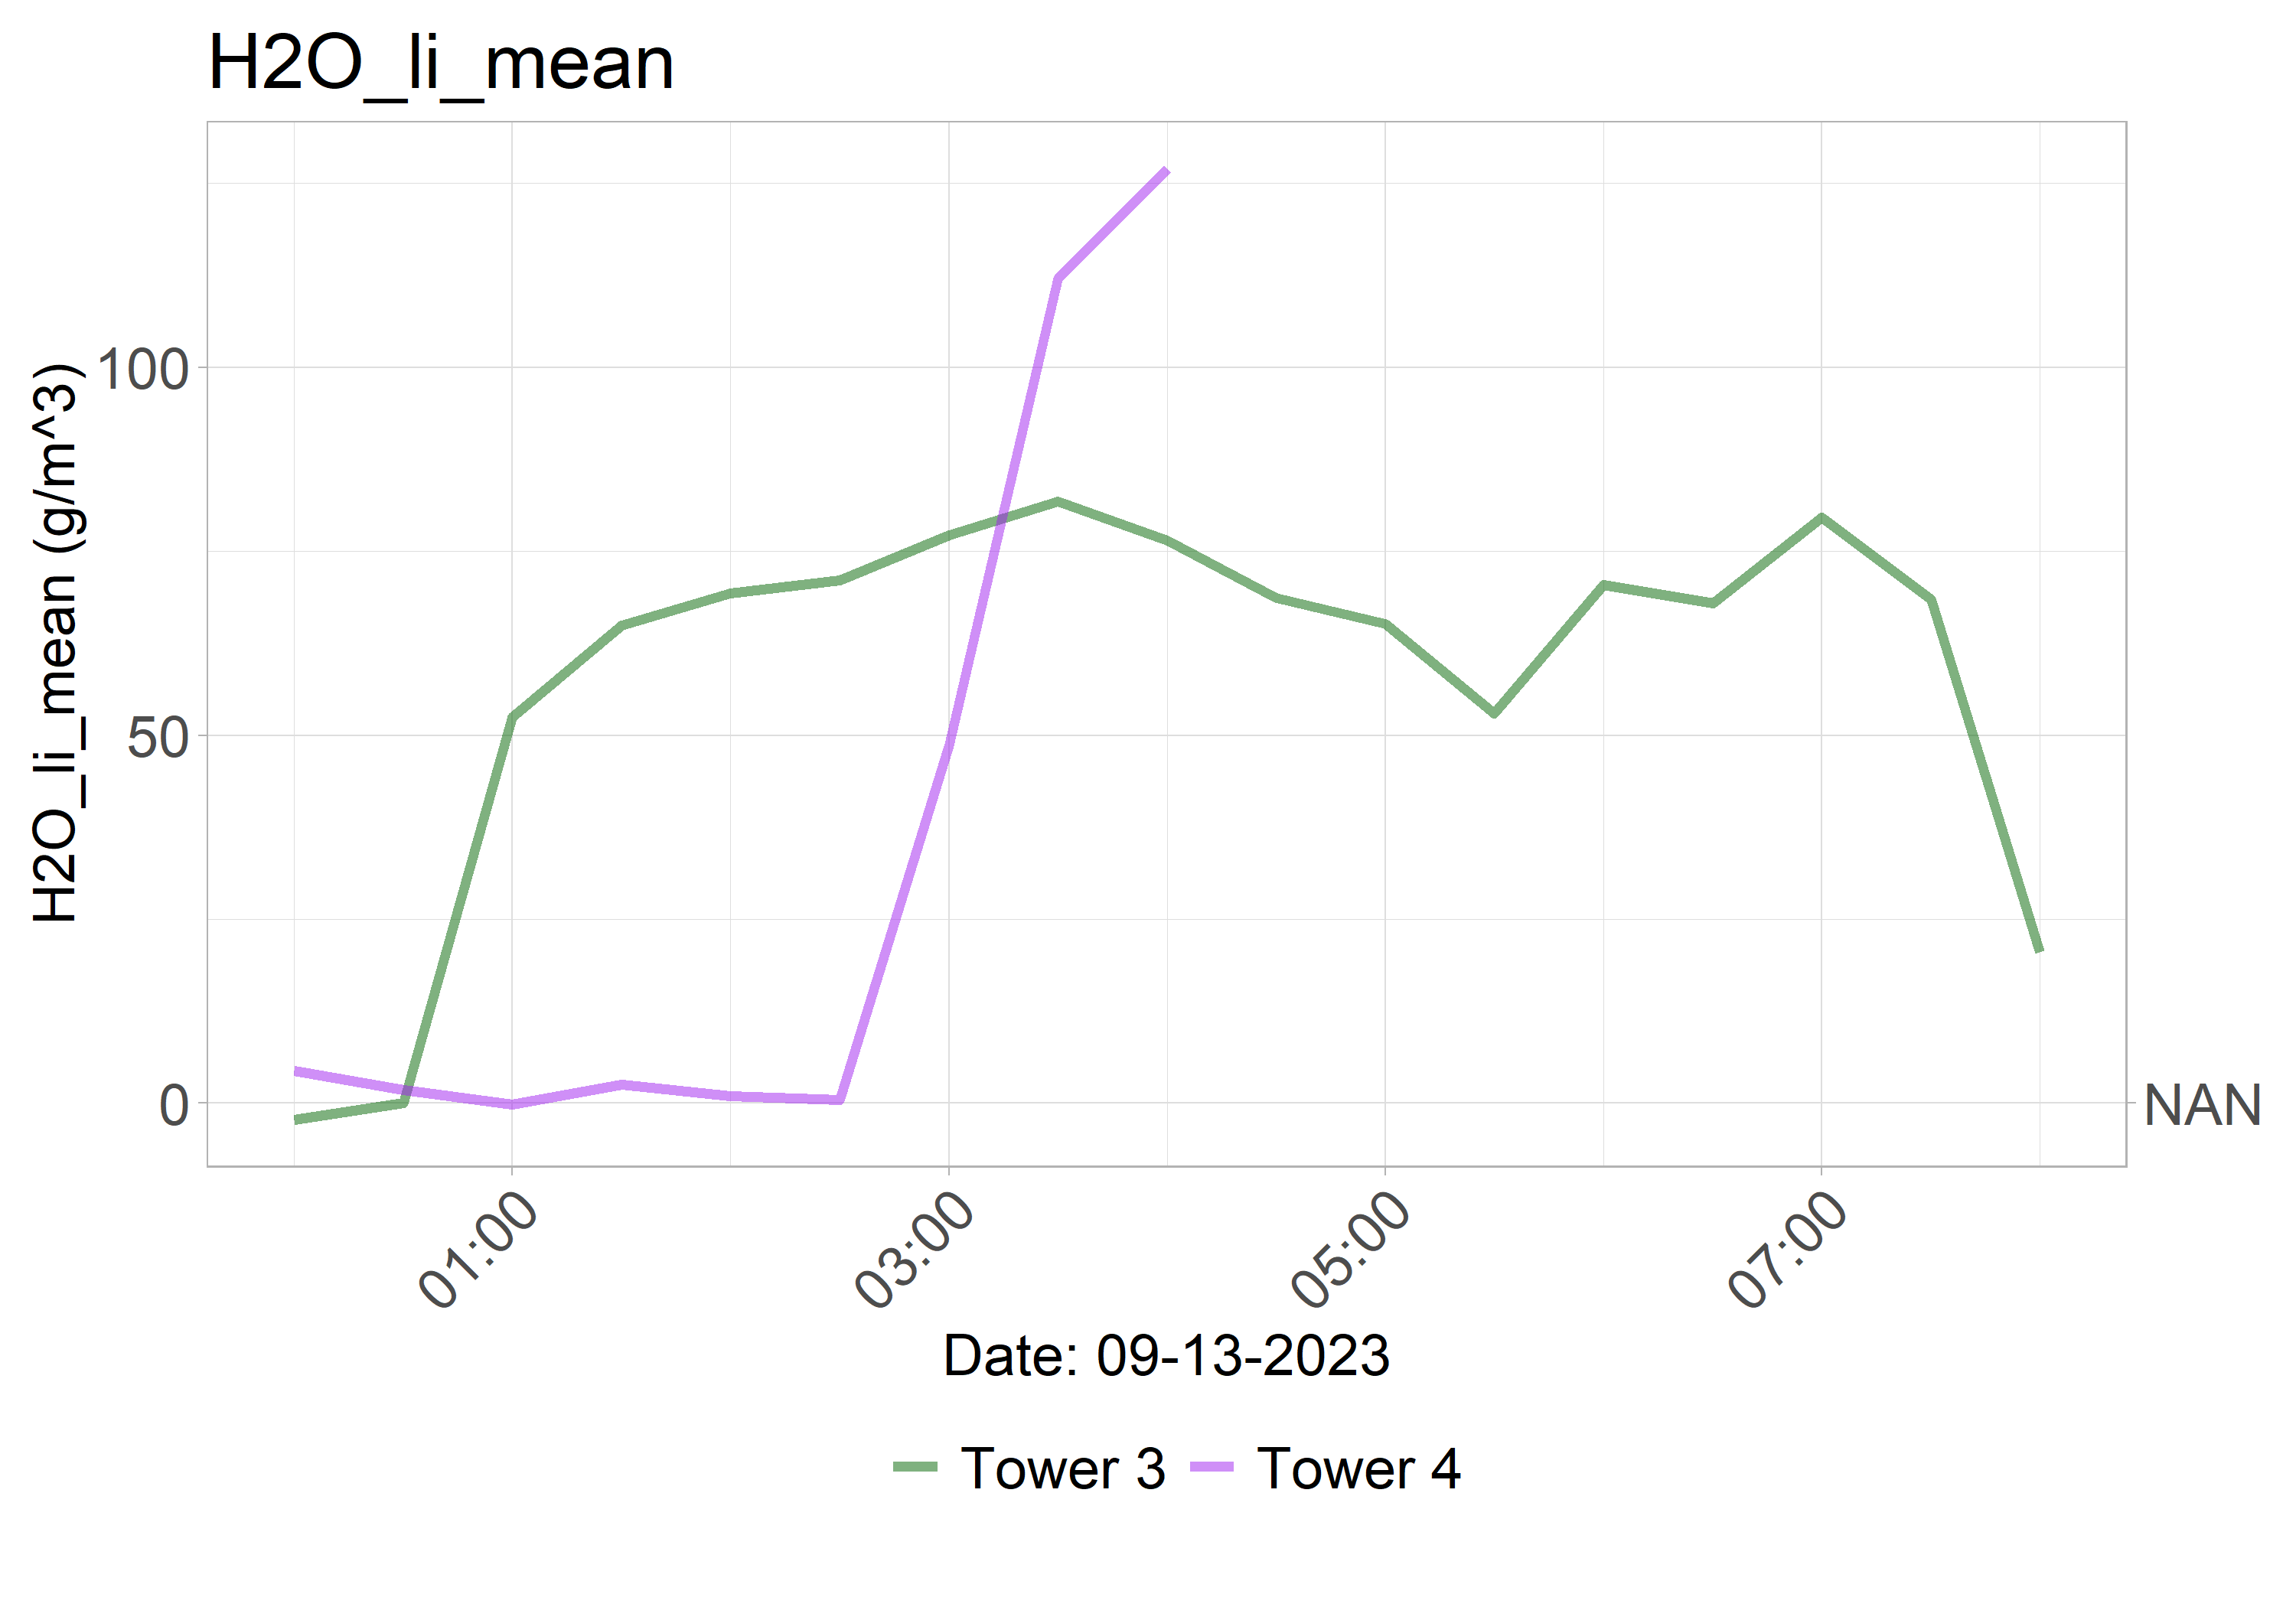 H2O_li_mean
H2O_li_mean (g/m^3)
100
50
0
NAN
01:00
03:00
05:00
07:00
Date: 09-13-2023
Tower 3
Tower 4